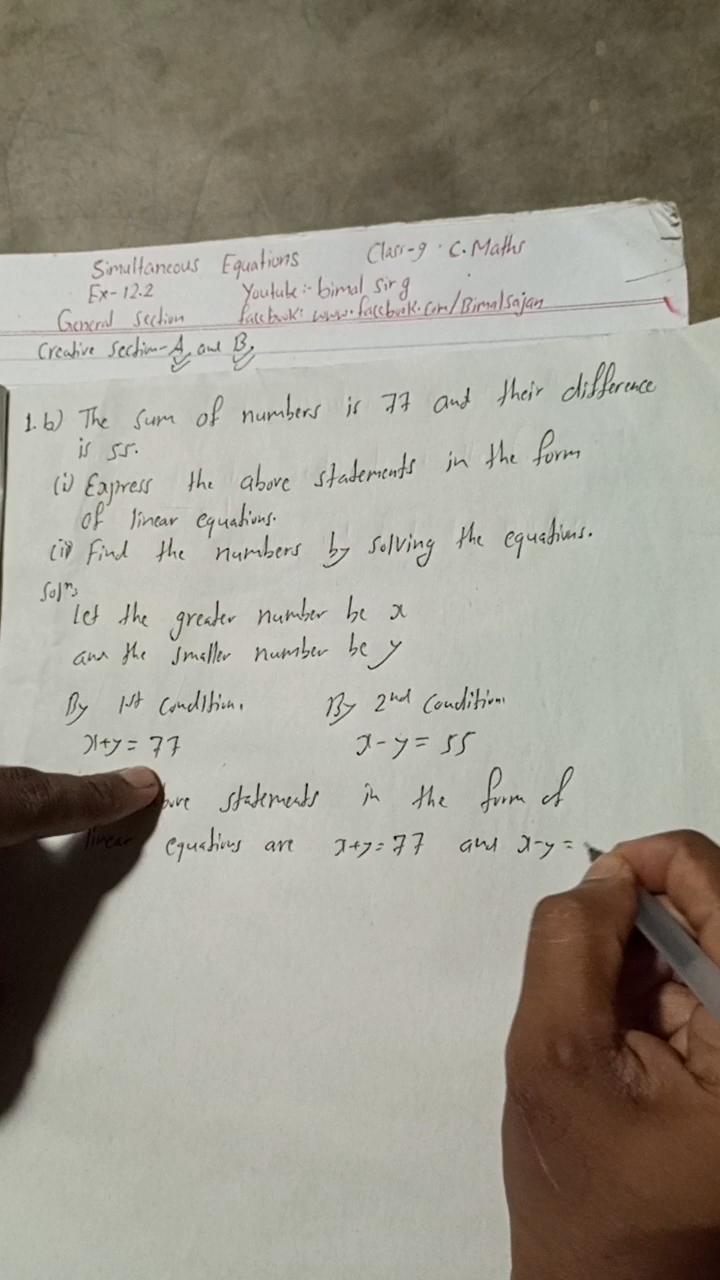 Simultaneous Equations Class-9 . C. Maths
Ex-12.2 Youtube:- bimal sir g
General section facebook: www.facebook.com/Bimalsajan
Creative Section-A and B,
1. b) The sum of numbers is 77 and their difference
is 55.
(i) Express the above statements in the form
of linear equations.
(ii) Find the numbers by solving the equations.
Solⁿ,
Let the greater number be x
and the smaller number be y
By 1st condition, By 2nd Condition,
x+y = 77 x-y = 55
statements in the form of
linear equations are x+y=77 and x-y=